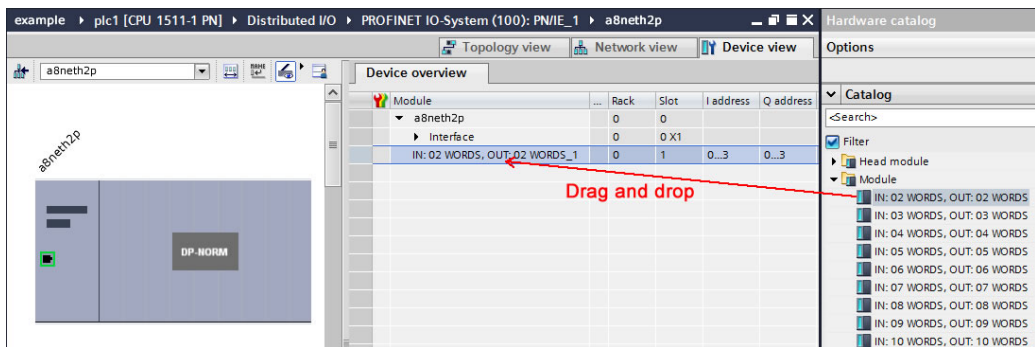 example ▸ plc1 [CPU 1511-1 PN] ▸ Distributed I/O ▸ PROFINET IO-System (100): PN/IE_1 ▸ a8neth2p
Hardware catalog
Topology view
Network view
Device view
Options
a8neth2p
Device overview
Module ... Rack Slot I address Q address
a8neth2p 0 0
Interface 0 0 X1
IN: 02 WORDS, OUT: 02 WORDS_1 0 1 0...3 0...3
Drag and drop
a8neth2p
DP-NORM
Catalog
<Search>
Filter
Head module
Module
IN: 02 WORDS, OUT: 02 WORDS
IN: 03 WORDS, OUT: 03 WORDS
IN: 04 WORDS, OUT: 04 WORDS
IN: 05 WORDS, OUT: 05 WORDS
IN: 06 WORDS, OUT: 06 WORDS
IN: 07 WORDS, OUT: 07 WORDS
IN: 08 WORDS, OUT: 08 WORDS
IN: 09 WORDS, OUT: 09 WORDS
IN: 10 WORDS, OUT: 10 WORDS